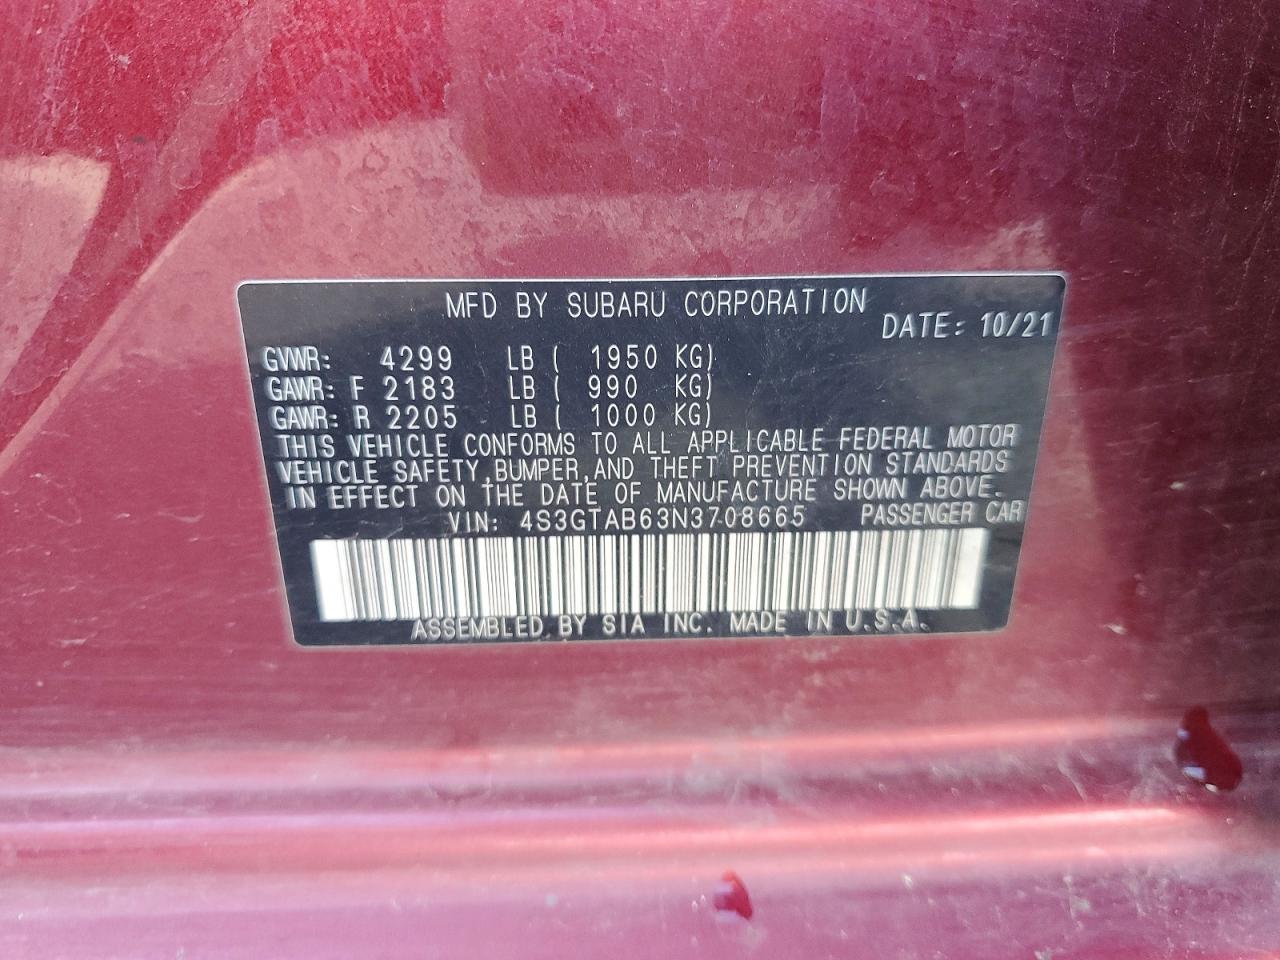 MFD BY SUBARU CORPORATION
DATE: 10/21
GVWR: 4299 LB ( 1950 KG)
GAWR: F 2183 LB ( 990 KG)
GAWR: R 2205 LB ( 1000 KG)
THIS VEHICLE CONFORMS TO ALL APPLICABLE FEDERAL MOTOR
VEHICLE SAFETY,BUMPER,AND THEFT PREVENTION STANDARDS
IN EFFECT ON THE DATE OF MANUFACTURE SHOWN ABOVE.
VIN: 4S3GTAB63N3708665 PASSENGER CAR
ASSEMBLED BY SIA INC. MADE IN U.S.A.